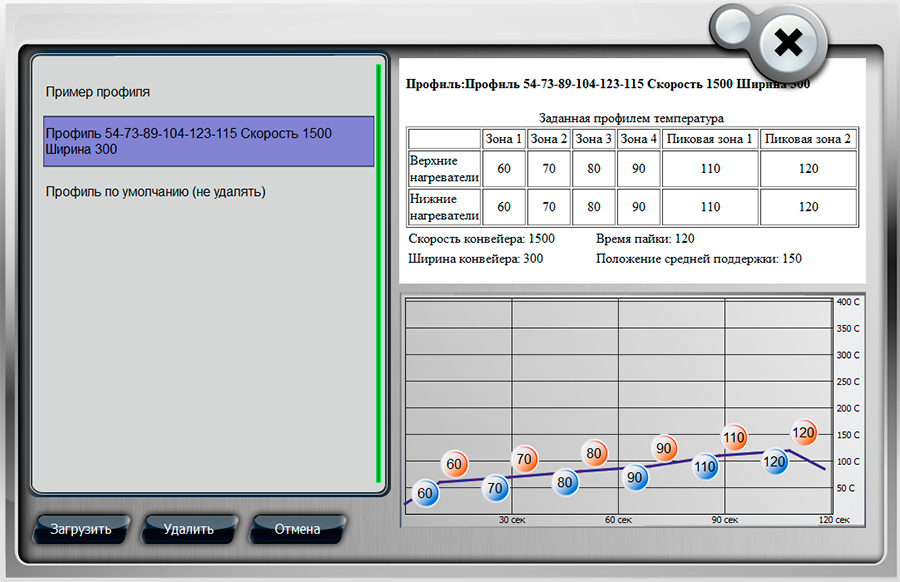 Пример профиля
Профиль 54-73-89-104-123-115 Скорость 1500
Ширина 300
Профиль по умолчанию (не удалять)
Загрузить Удалить Отмена
Профиль:Профиль 54-73-89-104-123-115 Скорость 1500 Ширина 300
Заданная профилем температура
Зона 1 Зона 2 Зона 3 Зона 4 Пиковая зона 1 Пиковая зона 2
Верхние
нагреватели 60 70 80 90 110 120
Нижние
нагреватели 60 70 80 90 110 120
Скорость конвейера: 1500 Время пайки: 120
Ширина конвейера: 300 Положение средней поддержки: 150
400 C
350 C
300 C
250 C
200 C
150 C
100 C
50 C
60 70 80 90 110 120
60 70 80 90 110 120
30 сек 60 сек 90 сек 120 сек